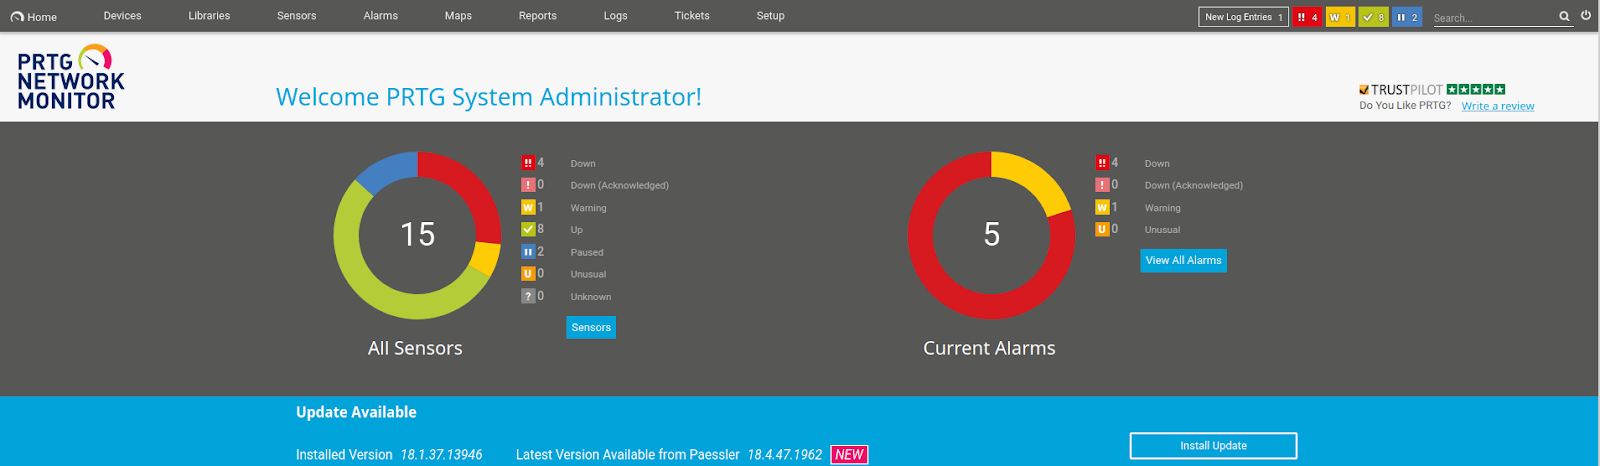 Home Devices Libraries Sensors Alarms Maps Reports Logs Tickets Setup New Log Entries 1 !! 4 W 1 8 2 Search...
PRTG
NETWORK
MONITOR
Welcome PRTG System Administrator!
TRUSTPILOT
Do You Like PRTG? Write a review
15
!! 4 Down
! 0 Down (Acknowledged)
W 1 Warning
8 Up
2 Paused
U 0 Unusual
? 0 Unknown
Sensors
All Sensors
5
!! 4 Down
! 0 Down (Acknowledged)
W 1 Warning
U 0 Unusual
View All Alarms
Current Alarms
Update Available
Installed Version 18.1.37.13946 Latest Version Available from Paessler 18.4.47.1962 NEW
Install Update